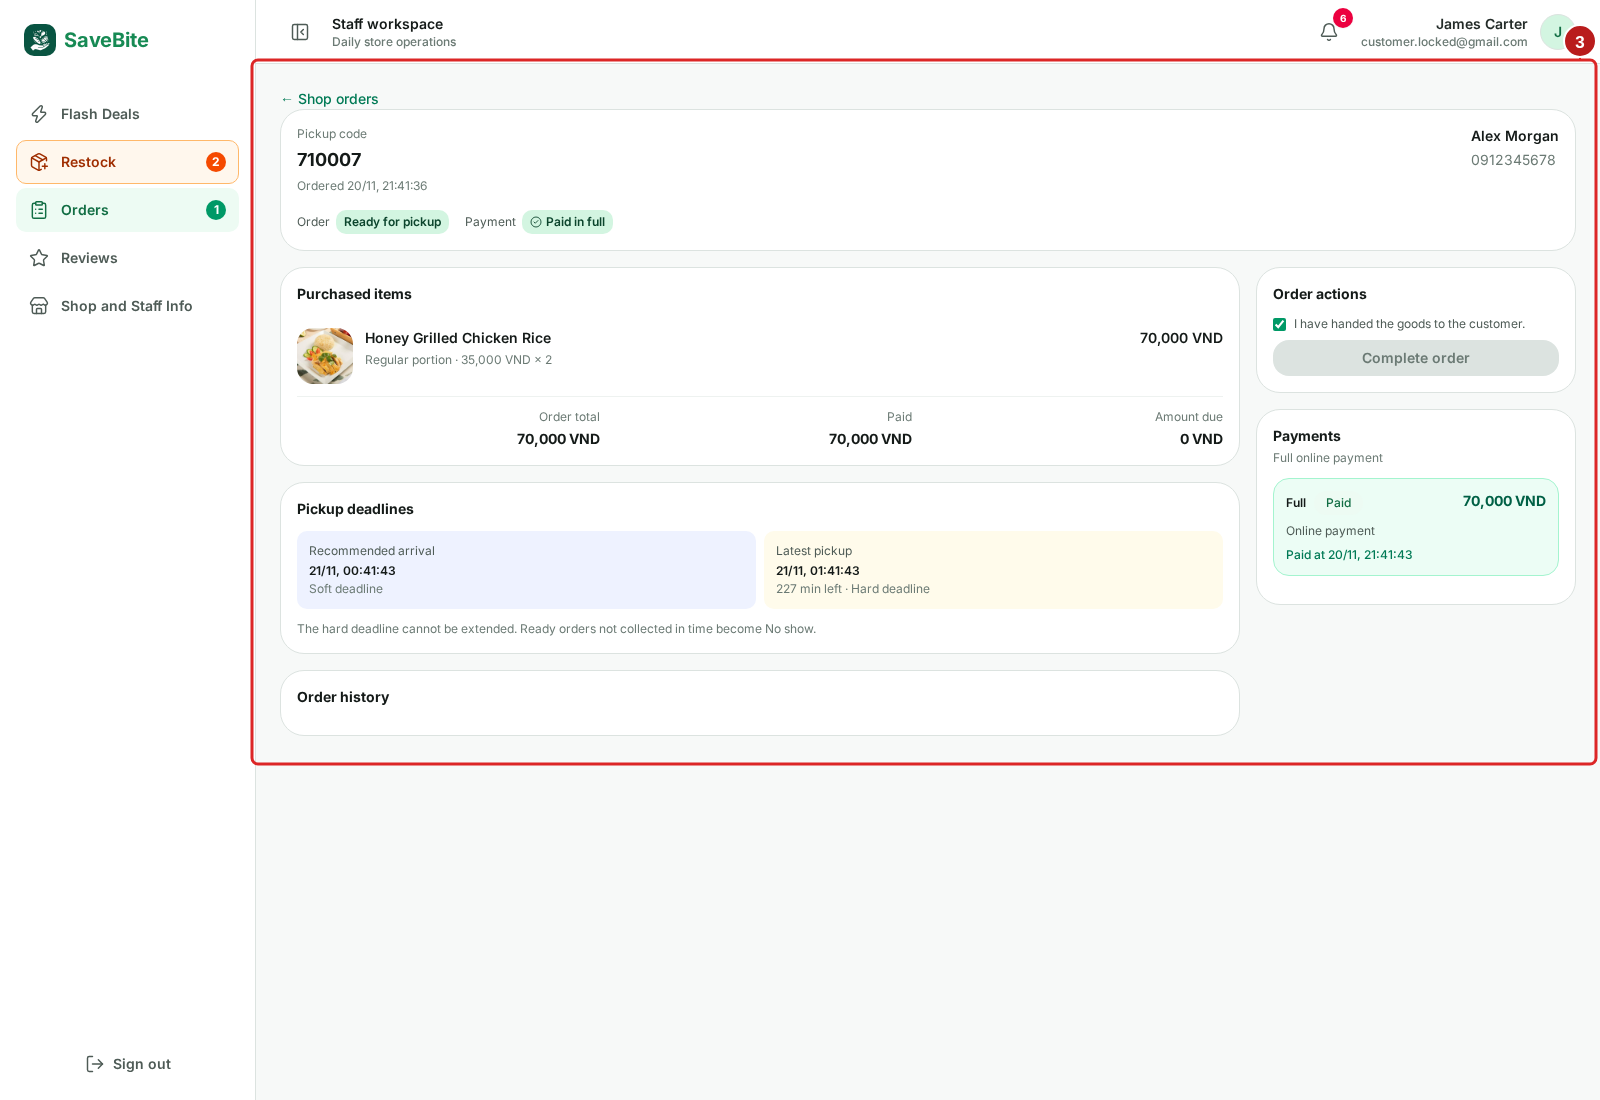 SaveBite
Flash Deals
Restock 2
Orders 1
Reviews
Shop and Staff Info
Sign out
Staff workspace
Daily store operations
6
James Carter
customer.locked@gmail.com
J
3
← Shop orders
Pickup code
710007
Ordered 20/11, 21:41:36
Order Ready for pickup Payment Paid in full
Alex Morgan
0912345678
Purchased items
Honey Grilled Chicken Rice 70,000 VND
Regular portion · 35,000 VND × 2
Order total Paid Amount due
70,000 VND 70,000 VND 0 VND
Pickup deadlines
Recommended arrival
21/11, 00:41:43
Soft deadline
Latest pickup
21/11, 01:41:43
227 min left · Hard deadline
The hard deadline cannot be extended. Ready orders not collected in time become No show.
Order history
Order actions
I have handed the goods to the customer.
Complete order
Payments
Full online payment
Full Paid 70,000 VND
Online payment
Paid at 20/11, 21:41:43